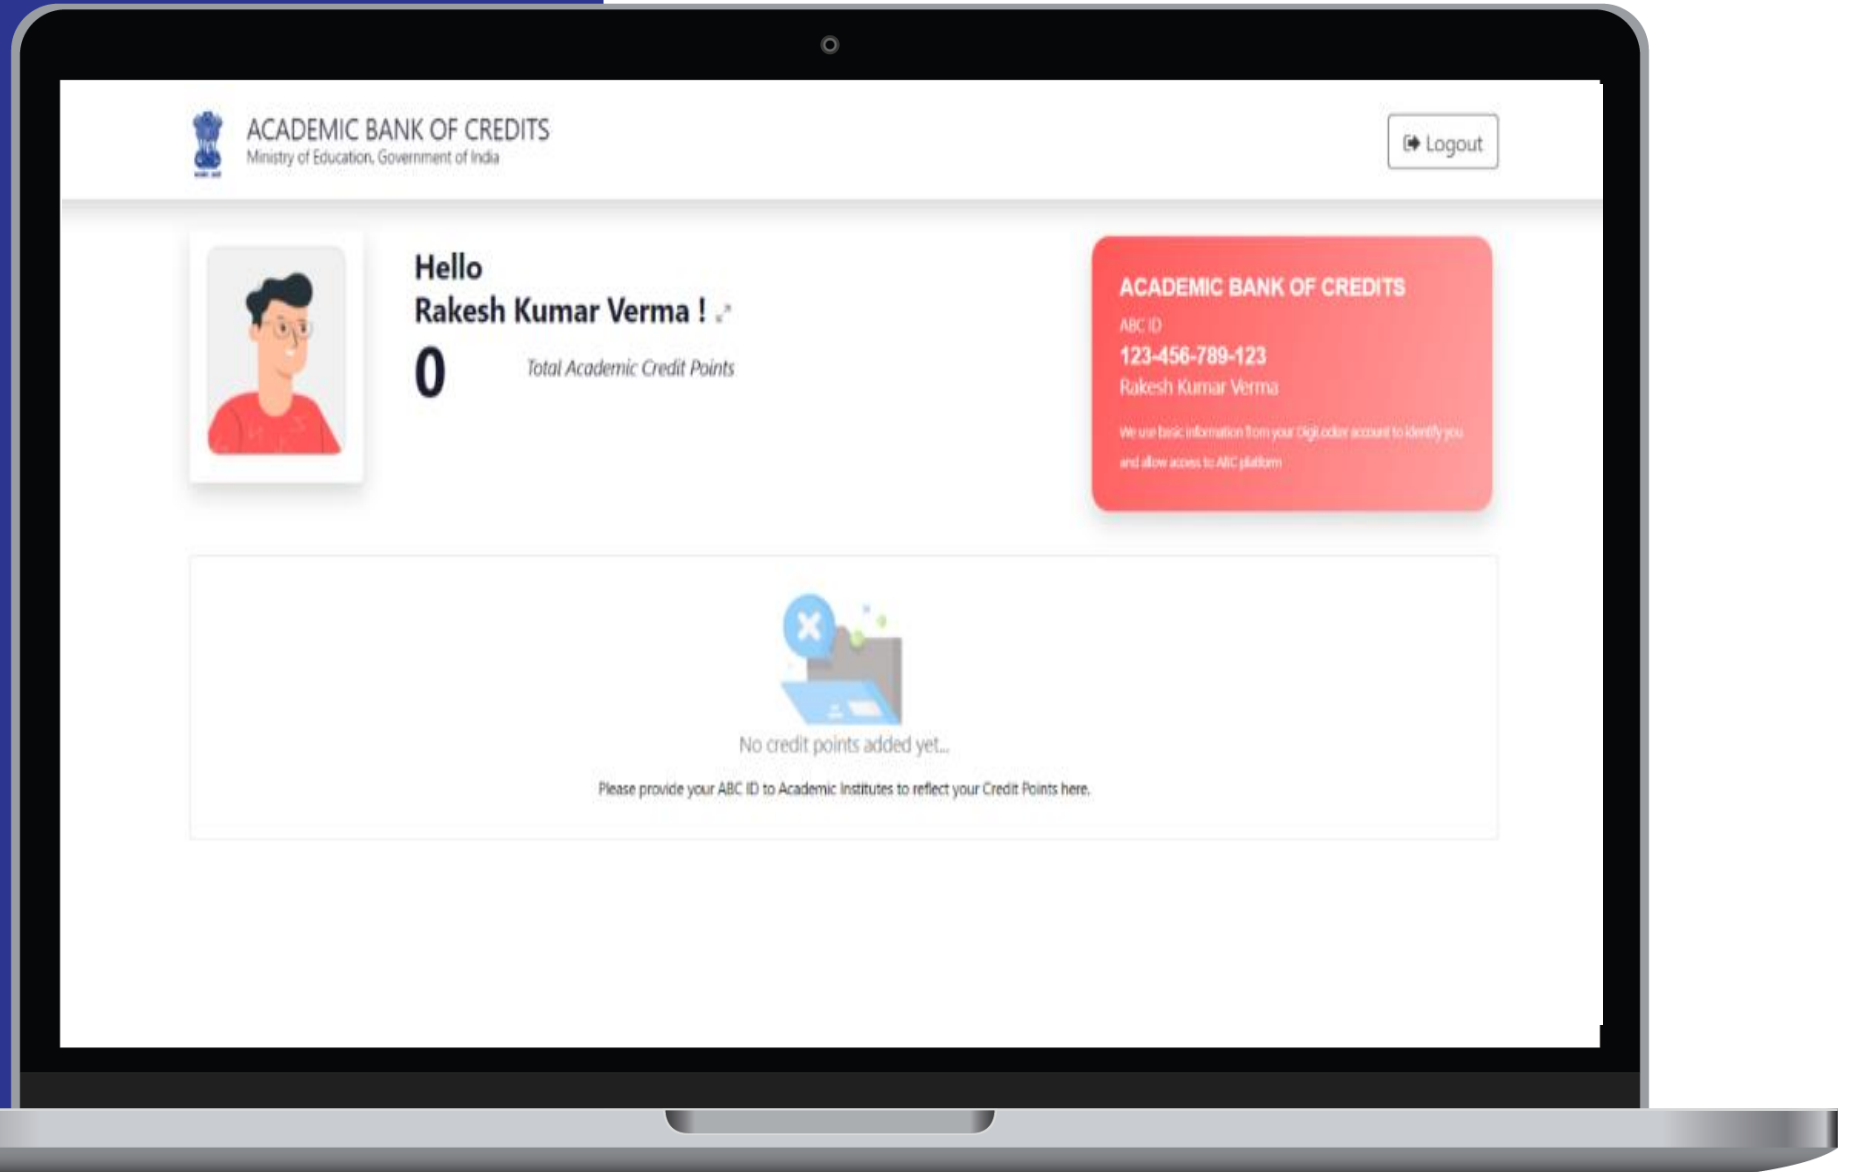 ACADEMIC BANK OF CREDITS
Ministry of Education, Government of India
Logout
Hello
Rakesh Kumar Verma !
0 Total Academic Credit Points
ACADEMIC BANK OF CREDITS
ABC ID
123-456-789-123
Rakesh Kumar Verma
We use basic information from your DigiLocker account to identify you
and allow access to ABC platform
No credit points added yet...
Please provide your ABC ID to Academic Institutes to reflect your Credit Points here.